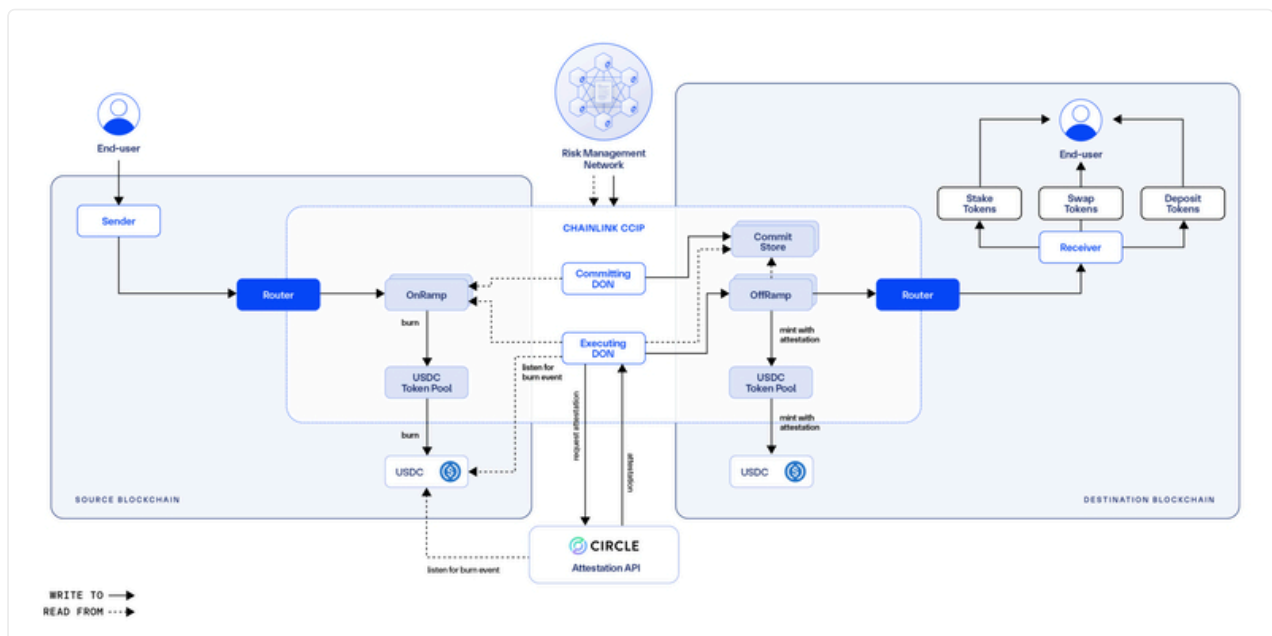 End-user
Sender
Router
Risk Management
Network
CHAINLINK CCIP
OnRamp
burn
USDC
Token Pool
burn
USDC
Committing
DON
Executing
DON
listen for
burn event
request attestation
attestation
CIRCLE
Attestation API
listen for burn event
Commit
Store
OffRamp
mint with
attestation
USDC
Token Pool
mint with
attestation
USDC
Router
Receiver
Stake
Tokens
Swap
Tokens
Deposit
Tokens
End-user
SOURCE BLOCKCHAIN
DESTINATION BLOCKCHAIN
WRITE TO
READ FROM